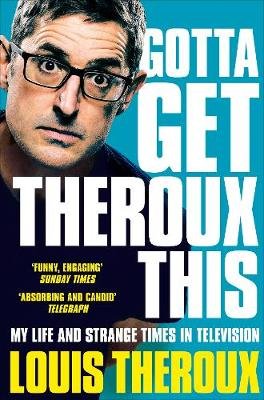 GOTTA
GET
THEROUX
THIS
'FUNNY, ENGAGING'
SUNDAY TIMES
'ABSORBING AND CANDID'
TELEGRAPH
MY LIFE AND STRANGE TIMES IN TELEVISION
LOUIS THEROUX